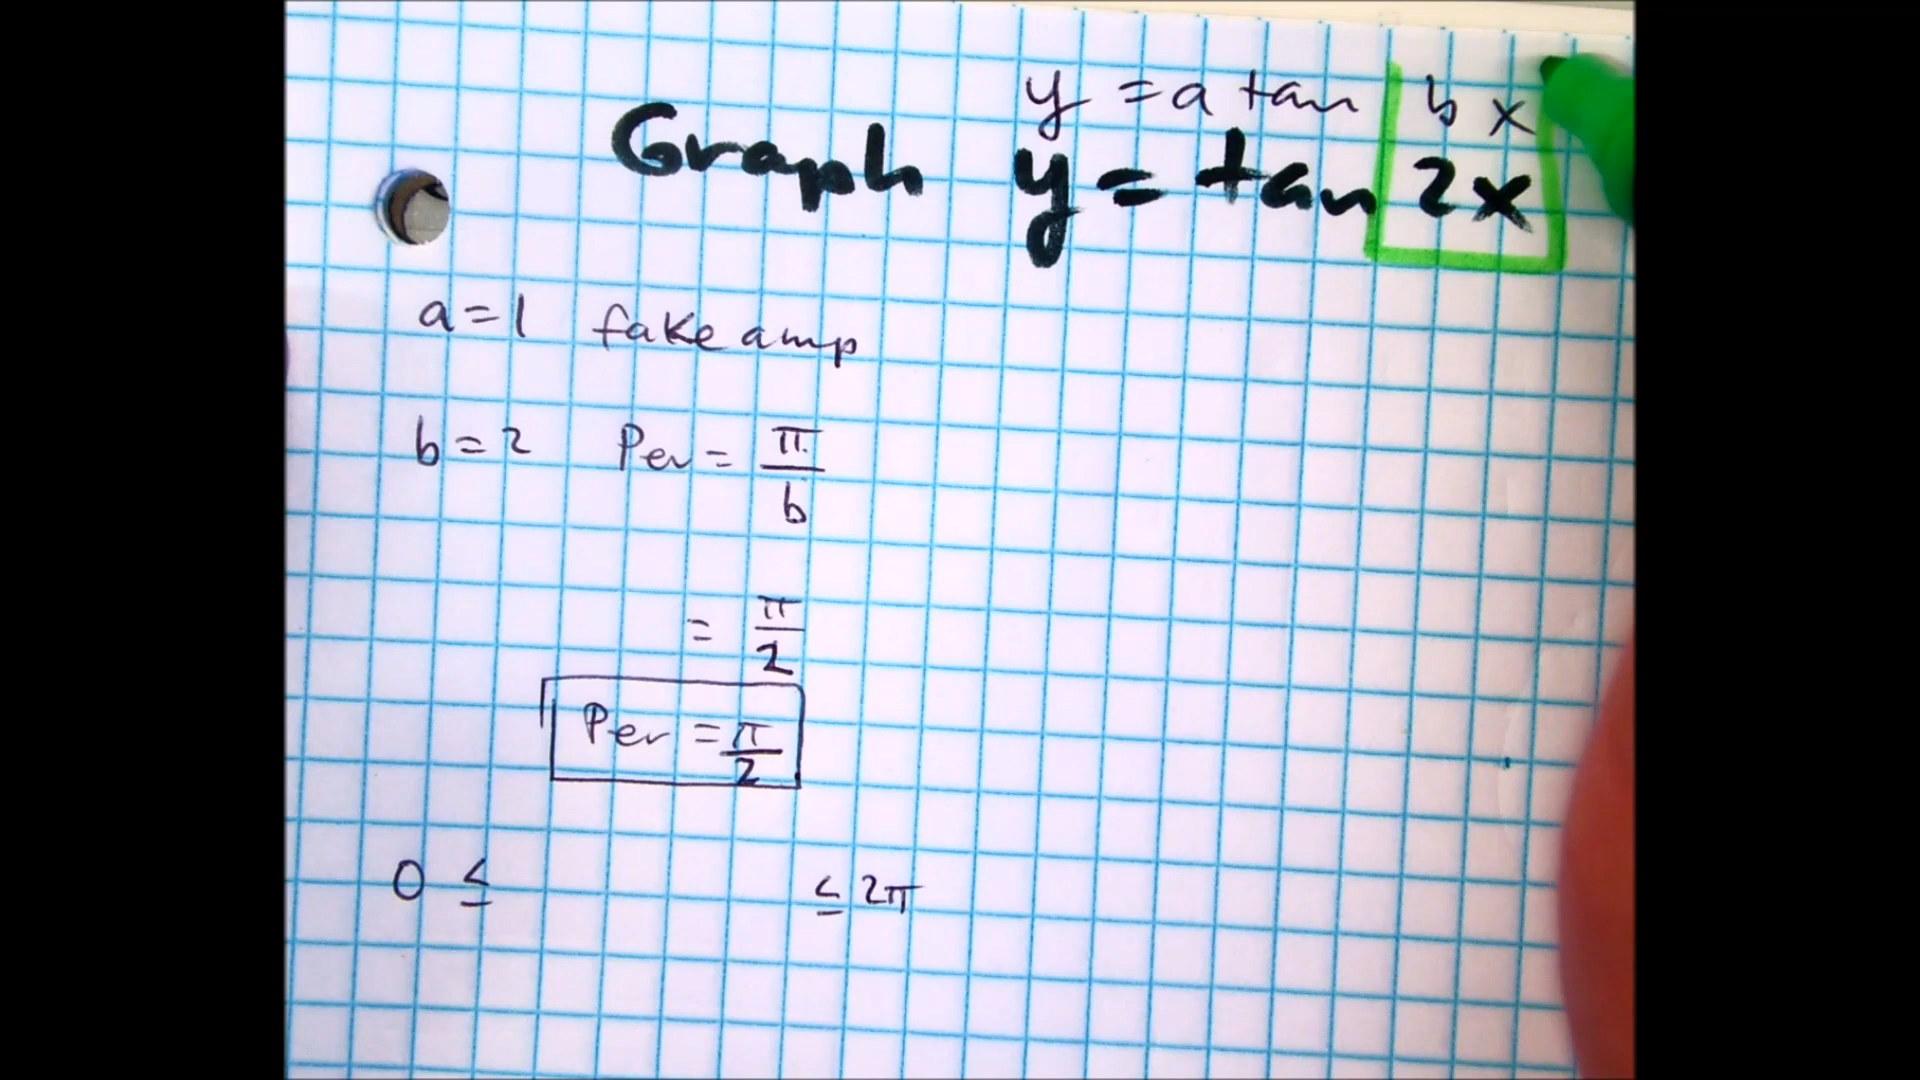 y = a tan b x
Graph y = tan 2x
a = 1 fake amp
b = 2 Per = π/b
= π/2
Per = π/2
0 ≤ ≤ 2π